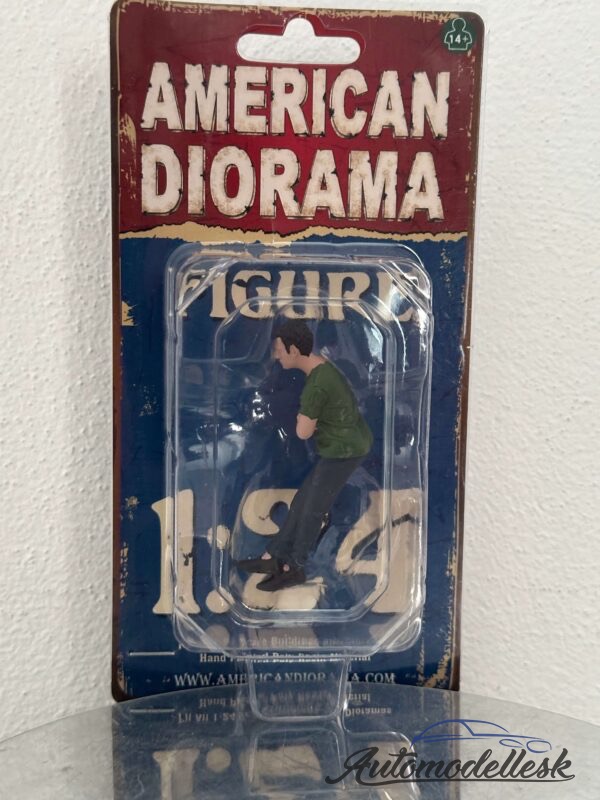 14+
AMERICAN
DIORAMA
FIGURE
1:24
Hand Painted Poly Resin Material
WWW.AMERICANDIORAMA.COM
Automodellesk